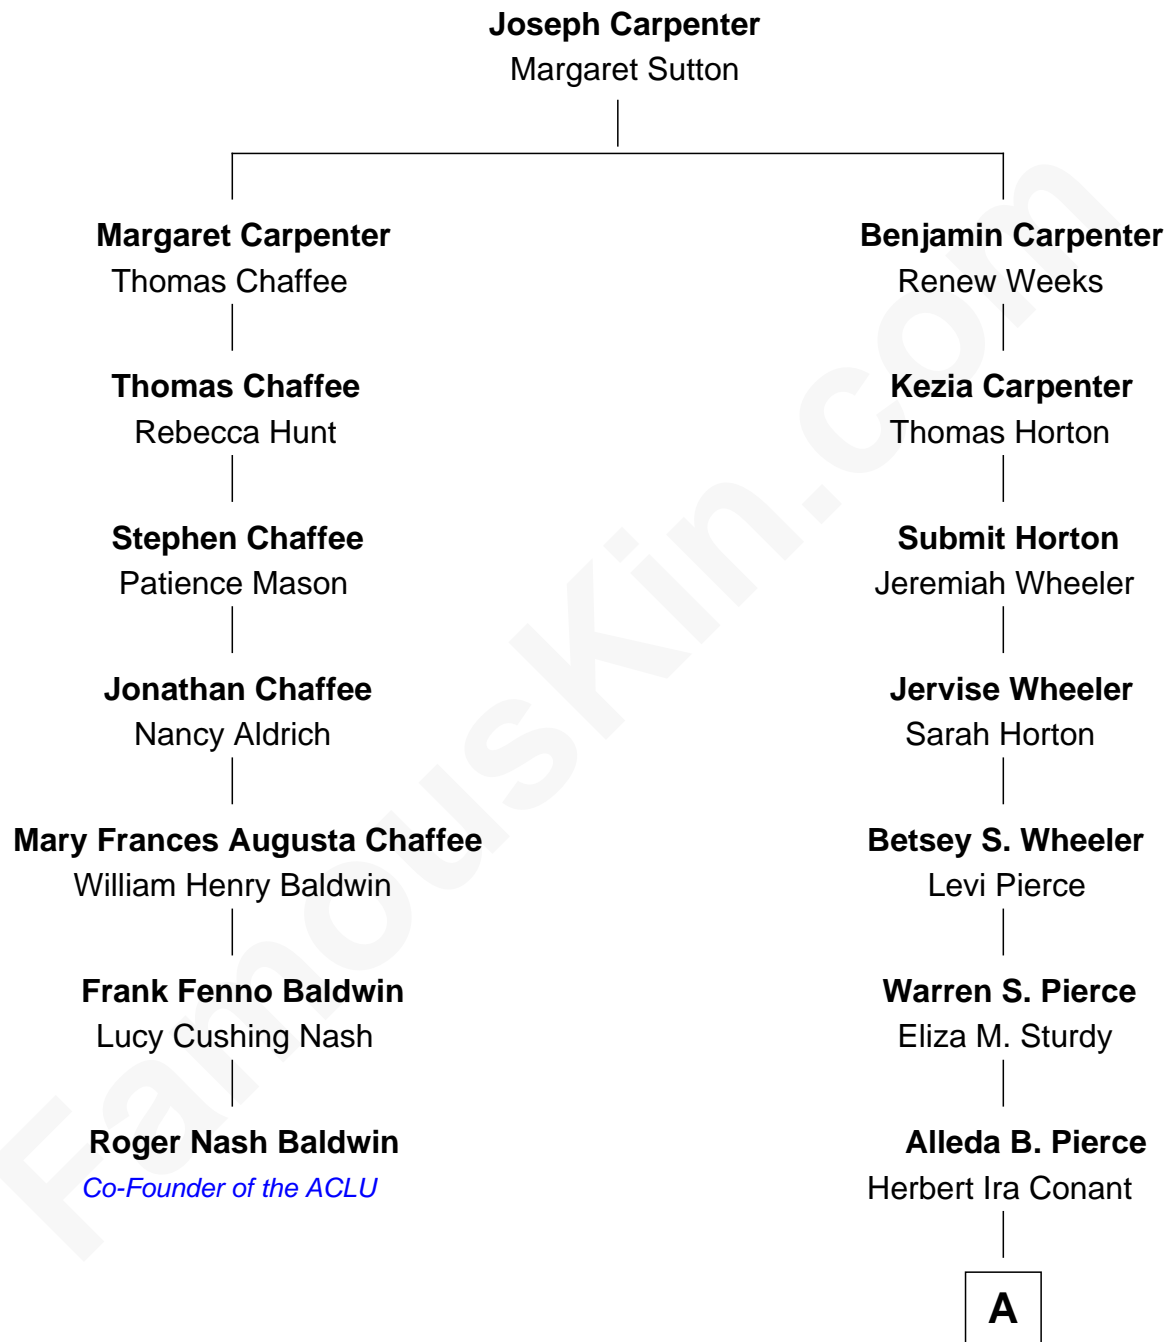 Joseph Carpenter
Margaret Sutton
Margaret Carpenter
Thomas Chaffee
Benjamin Carpenter
Renew Weeks
Thomas Chaffee
Rebecca Hunt
Kezia Carpenter
Thomas Horton
Stephen Chaffee
Patience Mason
Submit Horton
Jeremiah Wheeler
Jonathan Chaffee
Nancy Aldrich
Jervise Wheeler
Sarah Horton
Mary Frances Augusta Chaffee
William Henry Baldwin
Betsey S. Wheeler
Levi Pierce
Frank Fenno Baldwin
Lucy Cushing Nash
Warren S. Pierce
Eliza M. Sturdy
Roger Nash Baldwin
Co-Founder of the ACLU
Alleda B. Pierce
Herbert Ira Conant
A
FamousKin.com